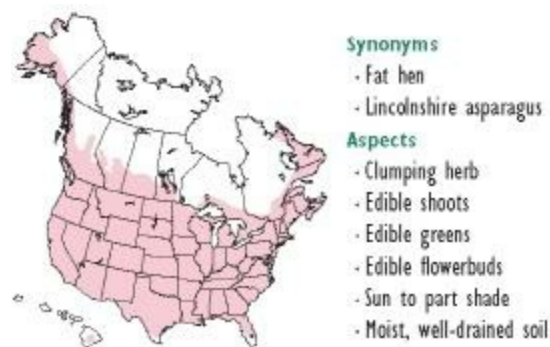 Synonyms
- Fat hen
- Lincolnshire asparagus
Aspects
- Clumping herb
- Edible shoots
- Edible greens
- Edible flowerbuds
- Sun to part shade
- Moist, well-drained soil